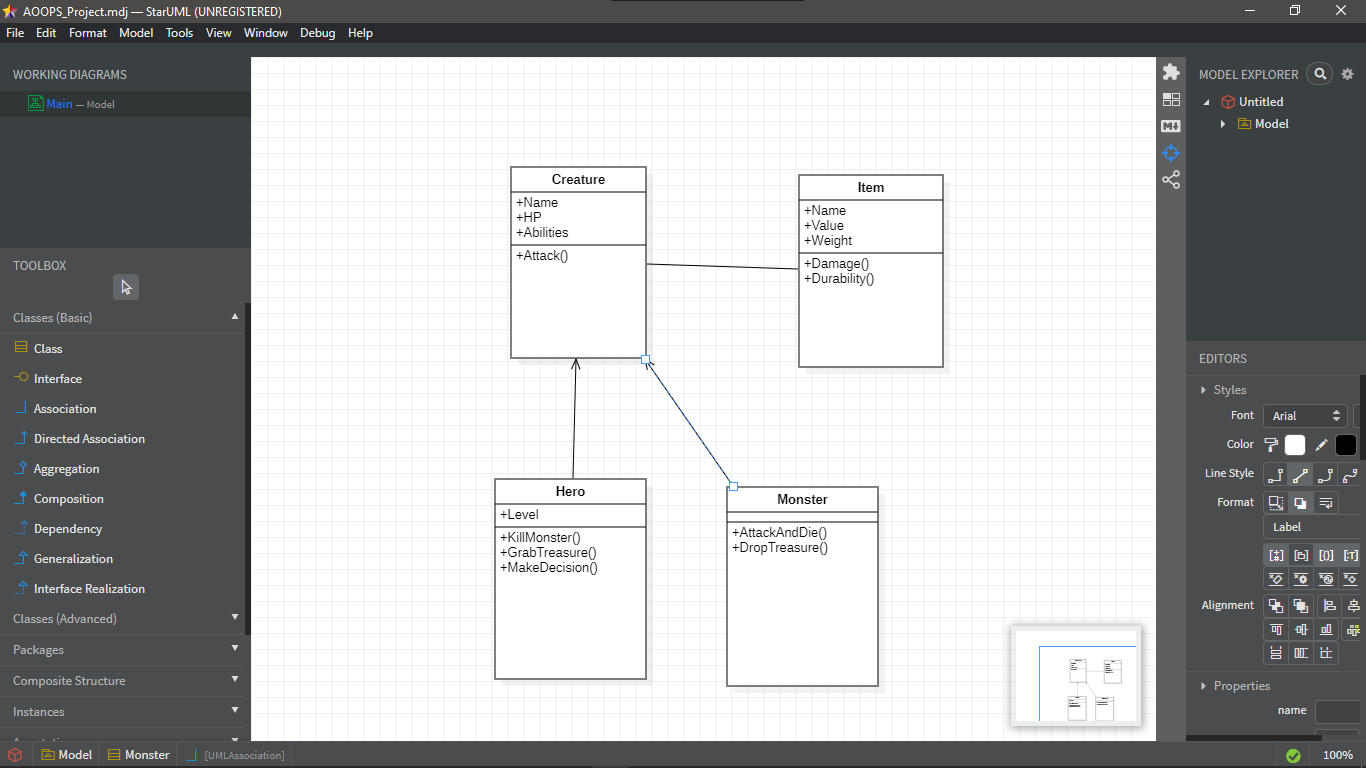 AOOPS_Project.mdj — StarUML (UNREGISTERED)
File Edit Format Model Tools View Window Debug Help
WORKING DIAGRAMS
Main — Model
TOOLBOX
Classes (Basic)
Class
Interface
Association
Directed Association
Aggregation
Composition
Dependency
Generalization
Interface Realization
Classes (Advanced)
Packages
Composite Structure
Instances
Creature
+Name
+HP
+Abilities
+Attack()
Item
+Name
+Value
+Weight
+Damage()
+Durability()
Hero
+Level
+KillMonster()
+GrabTreasure()
+MakeDecision()
Monster
+AttackAndDie()
+DropTreasure()
MODEL EXPLORER
Untitled
Model
EDITORS
Styles
Font Arial
Color
Line Style
Format
Label
Alignment
Properties
name
Model Monster [UMLAssociation]
100%